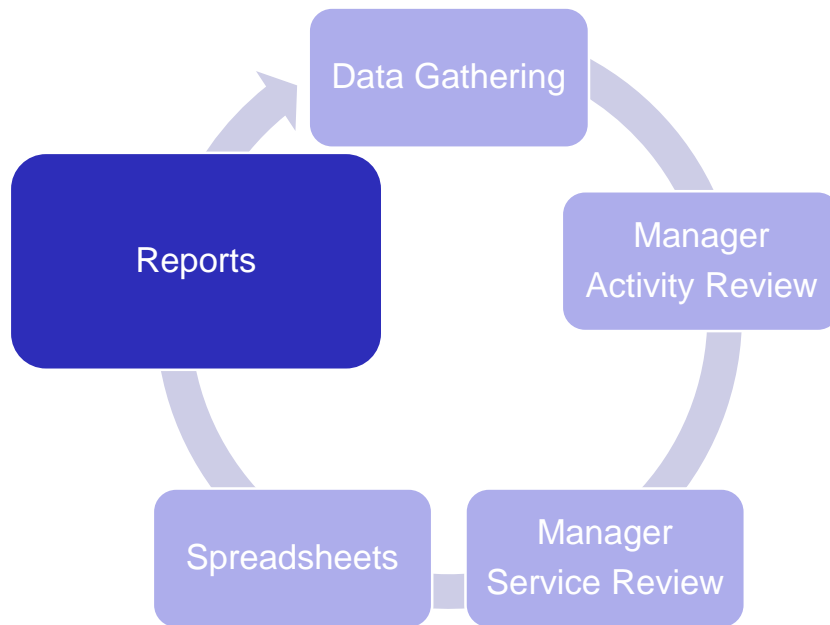 Data Gathering
Manager
Activity Review
Manager
Service Review
Spreadsheets
Reports